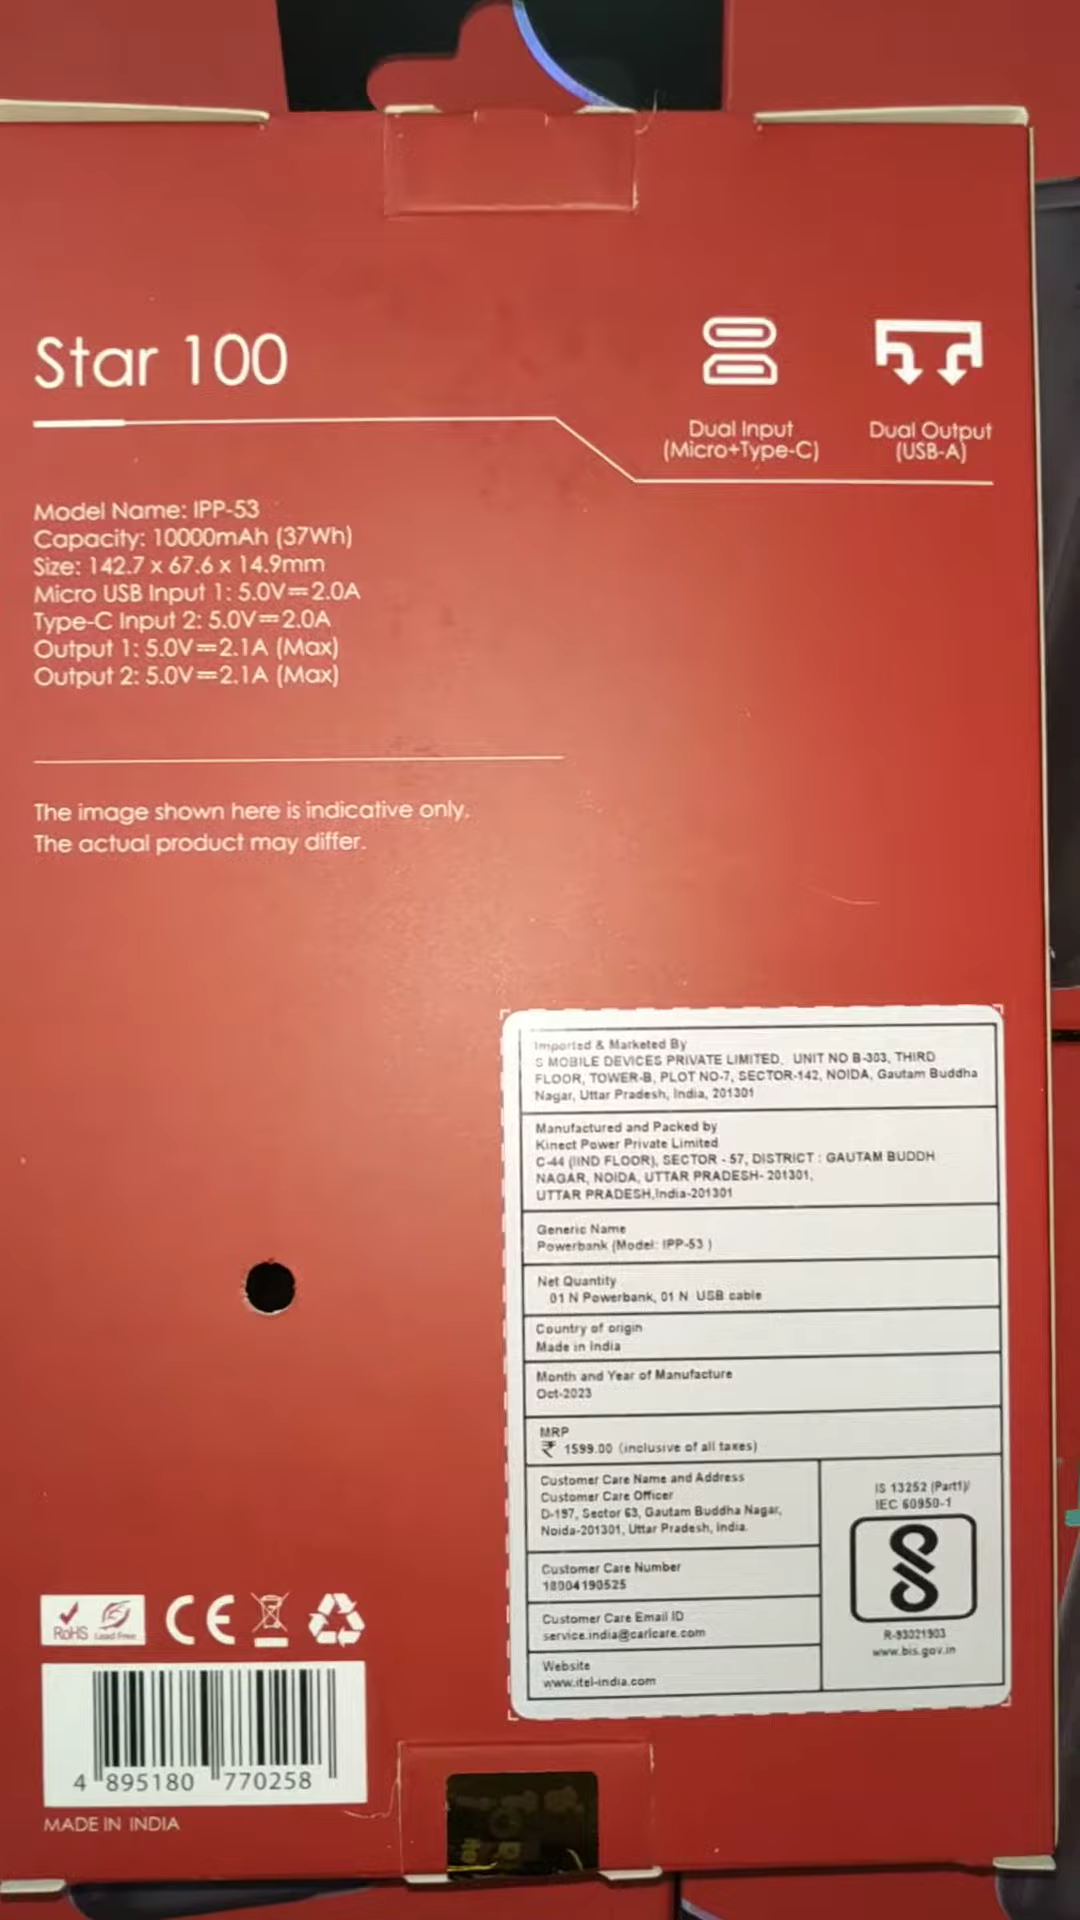 Star 100
Dual Input
(Micro+Type-C)
Dual Output
(USB-A)
Model Name: IPP-53
Capacity: 10000mAh (37Wh)
Size: 142.7 x 67.6 x 14.9mm
Micro USB Input 1: 5.0V⎓2.0A
Type-C Input 2: 5.0V⎓2.0A
Output 1: 5.0V⎓2.1A (Max)
Output 2: 5.0V⎓2.1A (Max)
The image shown here is indicative only.
The actual product may differ.
Imported & Marketed By
S MOBILE DEVICES PRIVATE LIMITED, UNIT NO B-303, THIRD
FLOOR, TOWER-B, PLOT NO-7, SECTOR-142, NOIDA, Gautam Buddha
Nagar, Uttar Pradesh, India, 201301
Manufactured and Packed by
Kinect Power Private Limited
C-44 (IIND FLOOR), SECTOR - 57, DISTRICT : GAUTAM BUDDH
NAGAR, NOIDA, UTTAR PRADESH- 201301,
UTTAR PRADESH,India-201301
Generic Name
Powerbank (Model: IPP-53 )
Net Quantity
01 N Powerbank, 01 N USB cable
Country of origin
Made in India
Month and Year of Manufacture
Oct-2023
MRP
₹ 1599.00 (inclusive of all taxes)
Customer Care Name and Address
Customer Care Officer
D-197, Sector 63, Gautam Buddha Nagar,
Noida-201301, Uttar Pradesh, India.
Customer Care Number
18004190525
Customer Care Email ID
service.india@carlcare.com
Website
www.itel-india.com
IS 13252 (Part1)/
IEC 60950-1
R-93021903
www.bis.gov.in
RoHS Lead Free
CE
4 895180 770258
MADE IN INDIA